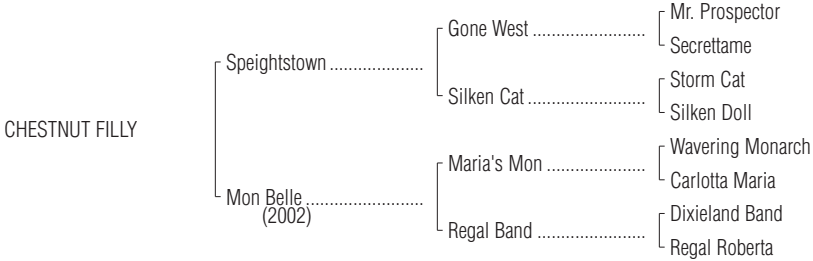 Mr. Prospector
Gone West ........................
Secrettame
Speightstown ....................
Storm Cat
Silken Cat .........................
Silken Doll
CHESTNUT FILLY
Wavering Monarch
Maria's Mon .....................
Carlotta Maria
Mon Belle .........................
(2002)
Dixieland Band
Regal Band .......................
Regal Roberta